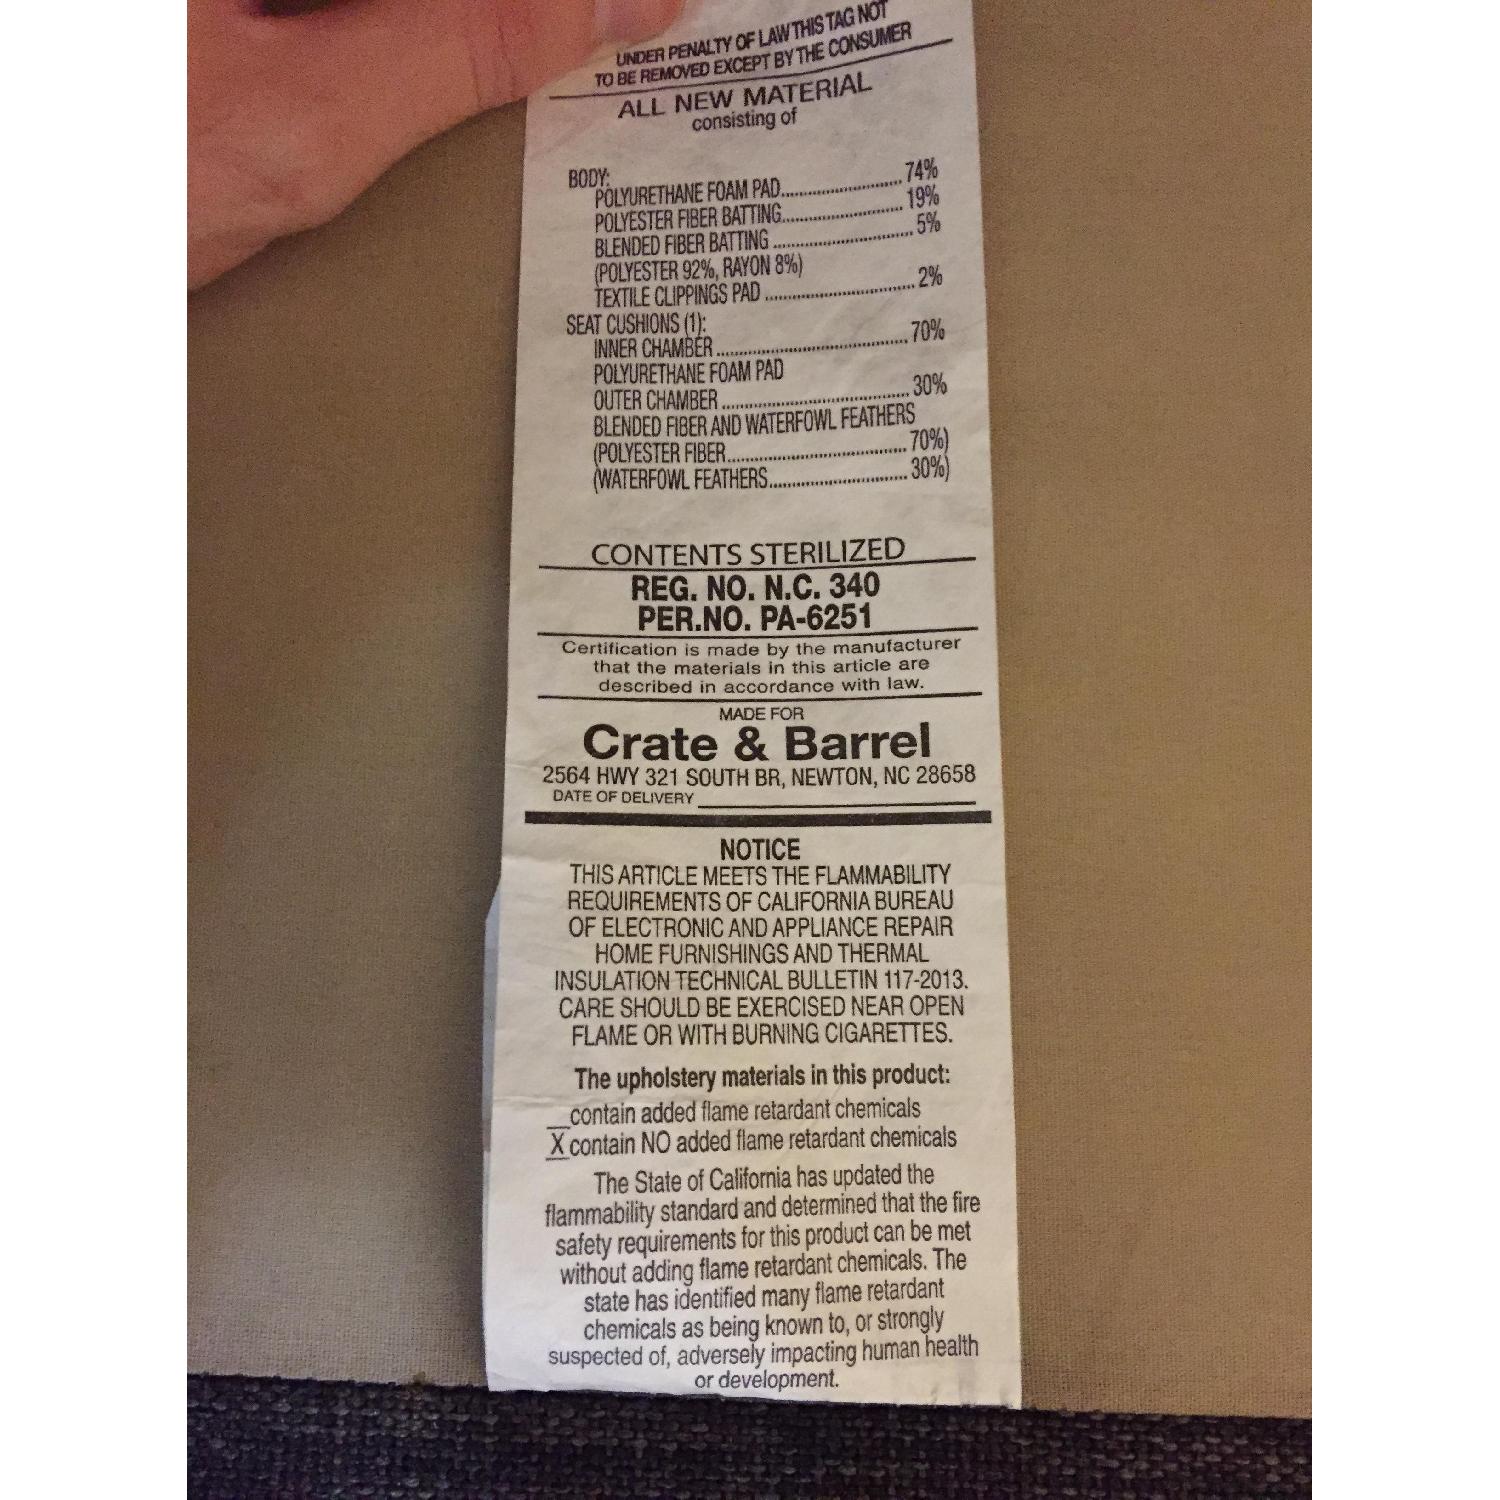 UNDER PENALTY OF LAW THIS TAG NOT
TO BE REMOVED EXCEPT BY THE CONSUMER
ALL NEW MATERIAL
consisting of
BODY:
POLYURETHANE FOAM PAD.......................... 74%
POLYESTER FIBER BATTING.......................... 19%
BLENDED FIBER BATTING .............................. 5%
(POLYESTER 92%, RAYON 8%)
TEXTILE CLIPPINGS PAD ................................ 2%
SEAT CUSHIONS (1):
INNER CHAMBER .......................................... 70%
POLYURETHANE FOAM PAD
OUTER CHAMBER ......................................... 30%
BLENDED FIBER AND WATERFOWL FEATHERS
(POLYESTER FIBER....................................... 70%)
(WATERFOWL FEATHERS.............................. 30%)
CONTENTS STERILIZED
REG. NO. N.C. 340
PER.NO. PA-6251
Certification is made by the manufacturer
that the materials in this article are
described in accordance with law.
MADE FOR
Crate & Barrel
2564 HWY 321 SOUTH BR, NEWTON, NC 28658
DATE OF DELIVERY ____________________
NOTICE
THIS ARTICLE MEETS THE FLAMMABILITY
REQUIREMENTS OF CALIFORNIA BUREAU
OF ELECTRONIC AND APPLIANCE REPAIR
HOME FURNISHINGS AND THERMAL
INSULATION TECHNICAL BULLETIN 117-2013.
CARE SHOULD BE EXERCISED NEAR OPEN
FLAME OR WITH BURNING CIGARETTES.
The upholstery materials in this product:
__contain added flame retardant chemicals
X contain NO added flame retardant chemicals
The State of California has updated the
flammability standard and determined that the fire
safety requirements for this product can be met
without adding flame retardant chemicals. The
state has identified many flame retardant
chemicals as being known to, or strongly
suspected of, adversely impacting human health
or development.